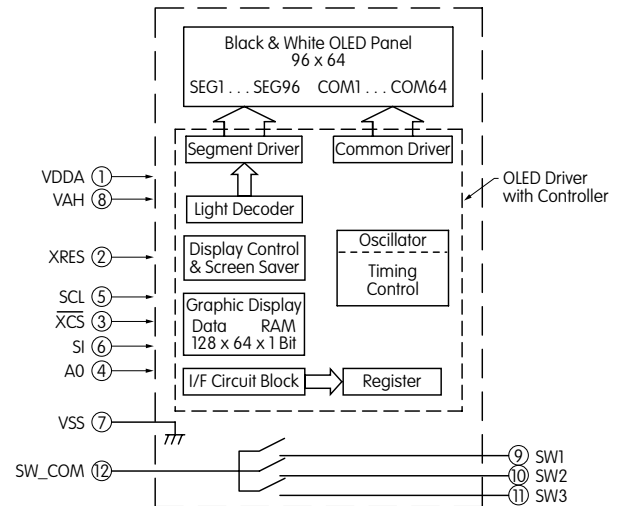 Black & White OLED Panel
96 x 64
SEG1 . . . SEG96 COM1 . . . COM64
Segment Driver
Common Driver
VDDA 1
VAH 8
OLED Driver
with Controller
Light Decoder
Display Control
& Screen Saver
Oscillator
Timing
Control
XRES 2
SCL 5
XCS 3
SI 6
A0 4
Graphic Display
Data RAM
128 x 64 x 1 Bit
I/F Circuit Block
Register
VSS 7
SW_COM 12
9 SW1
10 SW2
11 SW3